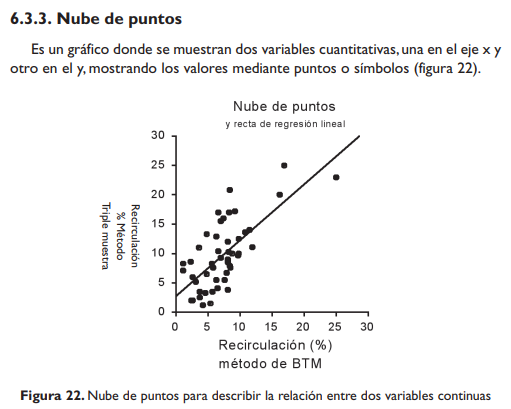 6.3.3. Nube de puntos
Es un gráfico donde se muestran dos variables cuantitativas, una en el eje x y
otro en el y, mostrando los valores mediante puntos o símbolos (figura 22).
Nube de puntos
y recta de regresión lineal
30
25
20
15
10
5
0
Recirculación
% Método
Triple muestra
0 5 10 15 20 25 30
Recirculación (%)
método de BTM
Figura 22. Nube de puntos para describir la relación entre dos variables continuas